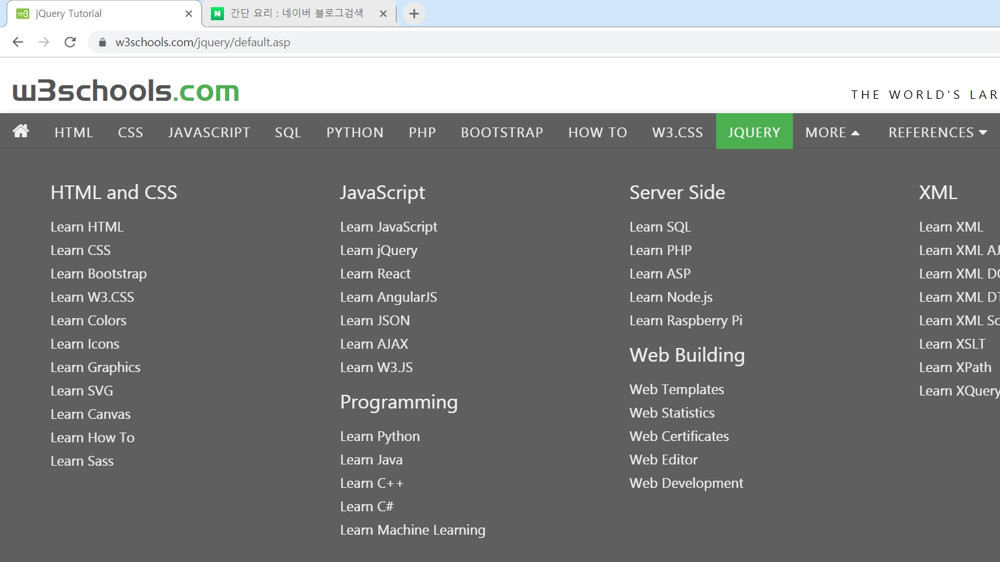 jQuery Tutorial
간단 요리 : 네이버 블로그검색
w3schools.com/jquery/default.asp
w3schools.com
THE WORLD'S LAR
HTML CSS JAVASCRIPT SQL PYTHON PHP BOOTSTRAP HOW TO W3.CSS JQUERY MORE REFERENCES
HTML and CSS
Learn HTML
Learn CSS
Learn Bootstrap
Learn W3.CSS
Learn Colors
Learn Icons
Learn Graphics
Learn SVG
Learn Canvas
Learn How To
Learn Sass
JavaScript
Learn JavaScript
Learn jQuery
Learn React
Learn AngularJS
Learn JSON
Learn AJAX
Learn W3.JS
Programming
Learn Python
Learn Java
Learn C++
Learn C#
Learn Machine Learning
Server Side
Learn SQL
Learn PHP
Learn ASP
Learn Node.js
Learn Raspberry Pi
Web Building
Web Templates
Web Statistics
Web Certificates
Web Editor
Web Development
XML
Learn XML
Learn XML AJ
Learn XML DO
Learn XML DT
Learn XML Sc
Learn XSLT
Learn XPath
Learn XQuery